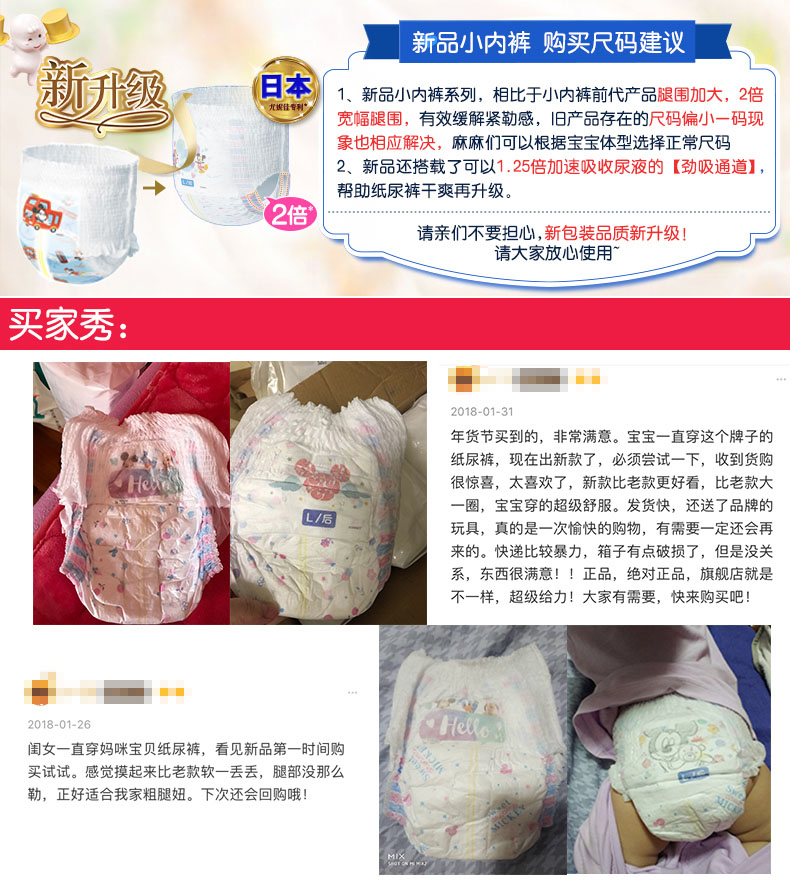 新升级
日本
尤妮佳专利*
L/后
2倍*
新品小内裤 购买尺码建议
1、新品小内裤系列，相比于小内裤前代产品腿围加大，2倍
宽幅腿围，有效缓解紧勒感，旧产品存在的尺码偏小一码现
象也相应解决，麻麻们可以根据宝宝体型选择正常尺码
2、新品还搭载了可以1.25倍加速吸收尿液的【劲吸通道】，
帮助纸尿裤干爽再升级。
请亲们不要担心，新包装品质新升级！
请大家放心使用~
买家秀：
Hello
L/后
2018-01-31
年货节买到的，非常满意。宝宝一直穿这个牌子的
纸尿裤，现在出新款了，必须尝试一下，收到货购
很惊喜，太喜欢了，新款比老款更好看，比老款大
一圈，宝宝穿的超级舒服。发货快，还送了品牌的
玩具，真的是一次愉快的购物，有需要一定还会再
来的。快递比较暴力，箱子有点破损了，但是没关
系，东西很满意！！正品，绝对正品，旗舰店就是
不一样，超级给力！大家有需要，快来购买吧！
2018-01-26
闺女一直穿妈咪宝贝纸尿裤，看见新品第一时间购
买试试。感觉摸起来比老款软一丢丢，腿部没那么
勒，正好适合我家粗腿妞。下次还会回购哦！
Hello
MICKEY
MIX
SHOT ON MI MIX2
L/后
MICKEY